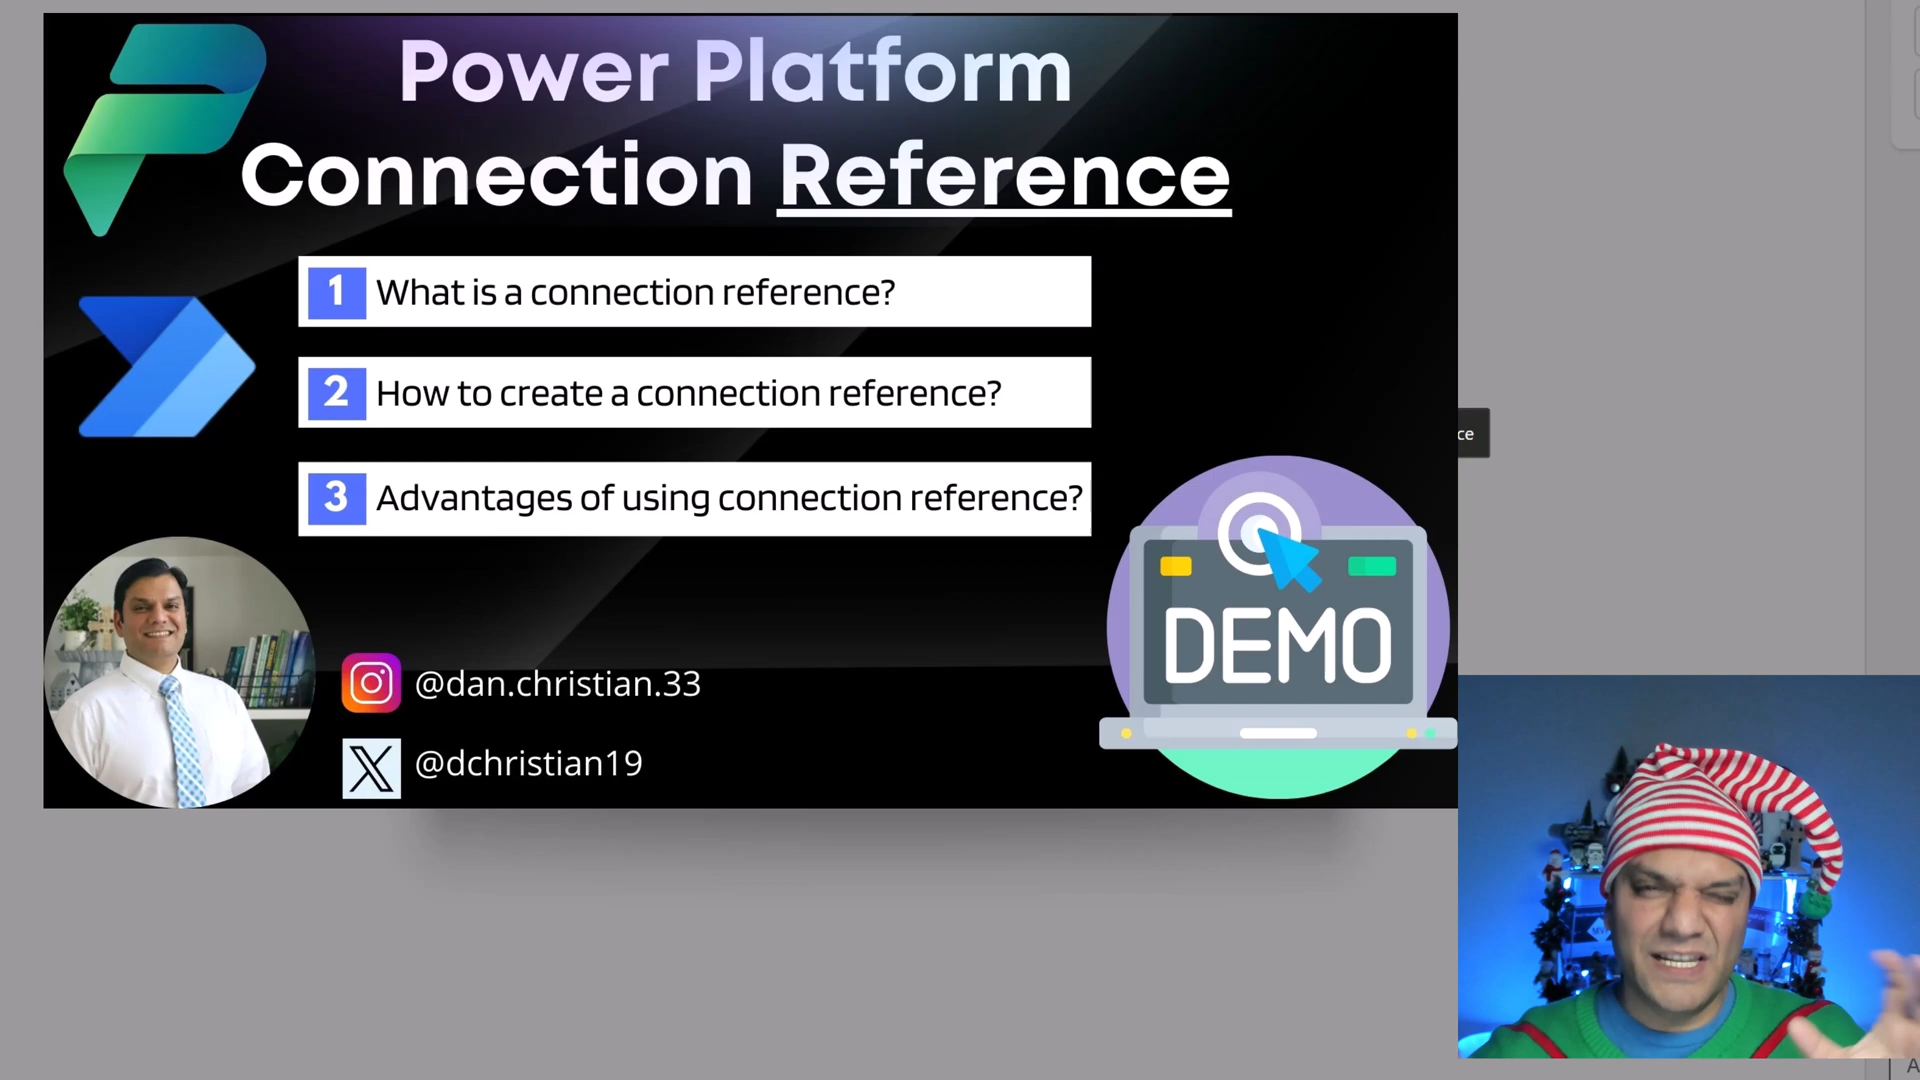 Power Platform
Connection Reference
1 What is a connection reference?
2 How to create a connection reference?
3 Advantages of using connection reference?
ce
DEMO
@dan.christian.33
@dchristian19
A